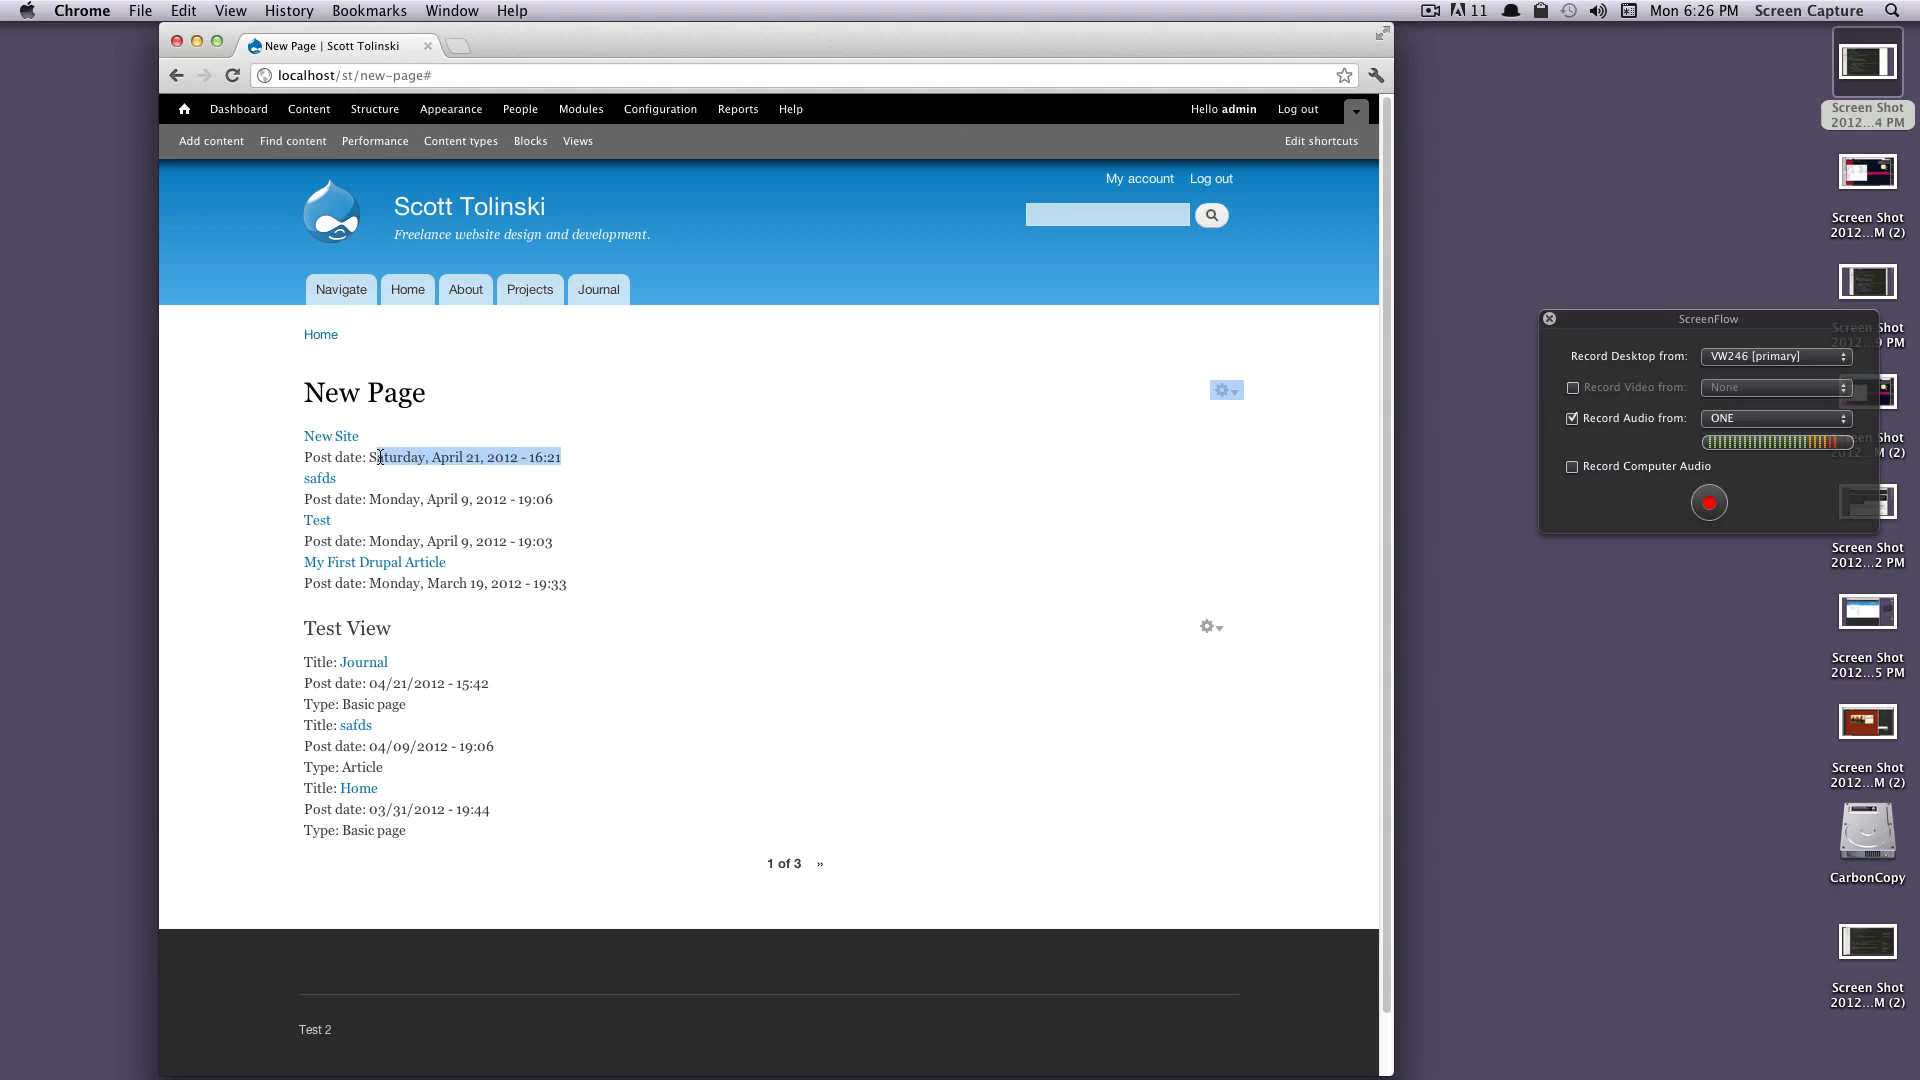 Chrome File Edit View History Bookmarks Window Help
11 Mon 6:26 PM Screen Capture
New Page | Scott Tolinski
localhost/st/new-page#
Dashboard Content Structure Appearance People Modules Configuration Reports Help
Hello admin Log out
Add content Find content Performance Content types Blocks Views
Edit shortcuts
My account Log out
Scott Tolinski
Freelance website design and development.
Navigate Home About Projects Journal
Home
New Page
New Site
Post date: Saturday, April 21, 2012 - 16:21
safds
Post date: Monday, April 9, 2012 - 19:06
Test
Post date: Monday, April 9, 2012 - 19:03
My First Drupal Article
Post date: Monday, March 19, 2012 - 19:33
Test View
Title: Journal
Post date: 04/21/2012 - 15:42
Type: Basic page
Title: safds
Post date: 04/09/2012 - 19:06
Type: Article
Title: Home
Post date: 03/31/2012 - 19:44
Type: Basic page
1 of 3 »
Test 2
ScreenFlow
Record Desktop from: VW246 [primary]
Record Video from: None
Record Audio from: ONE
Record Computer Audio
Screen Shot
2012...4 PM
Screen Shot
2012...M (2)
Shot
9 PM
Shot
M (2)
Screen Shot
2012...2 PM
Screen Shot
2012...5 PM
Screen Shot
2012...M (2)
CarbonCopy
Screen Shot
2012...M (2)